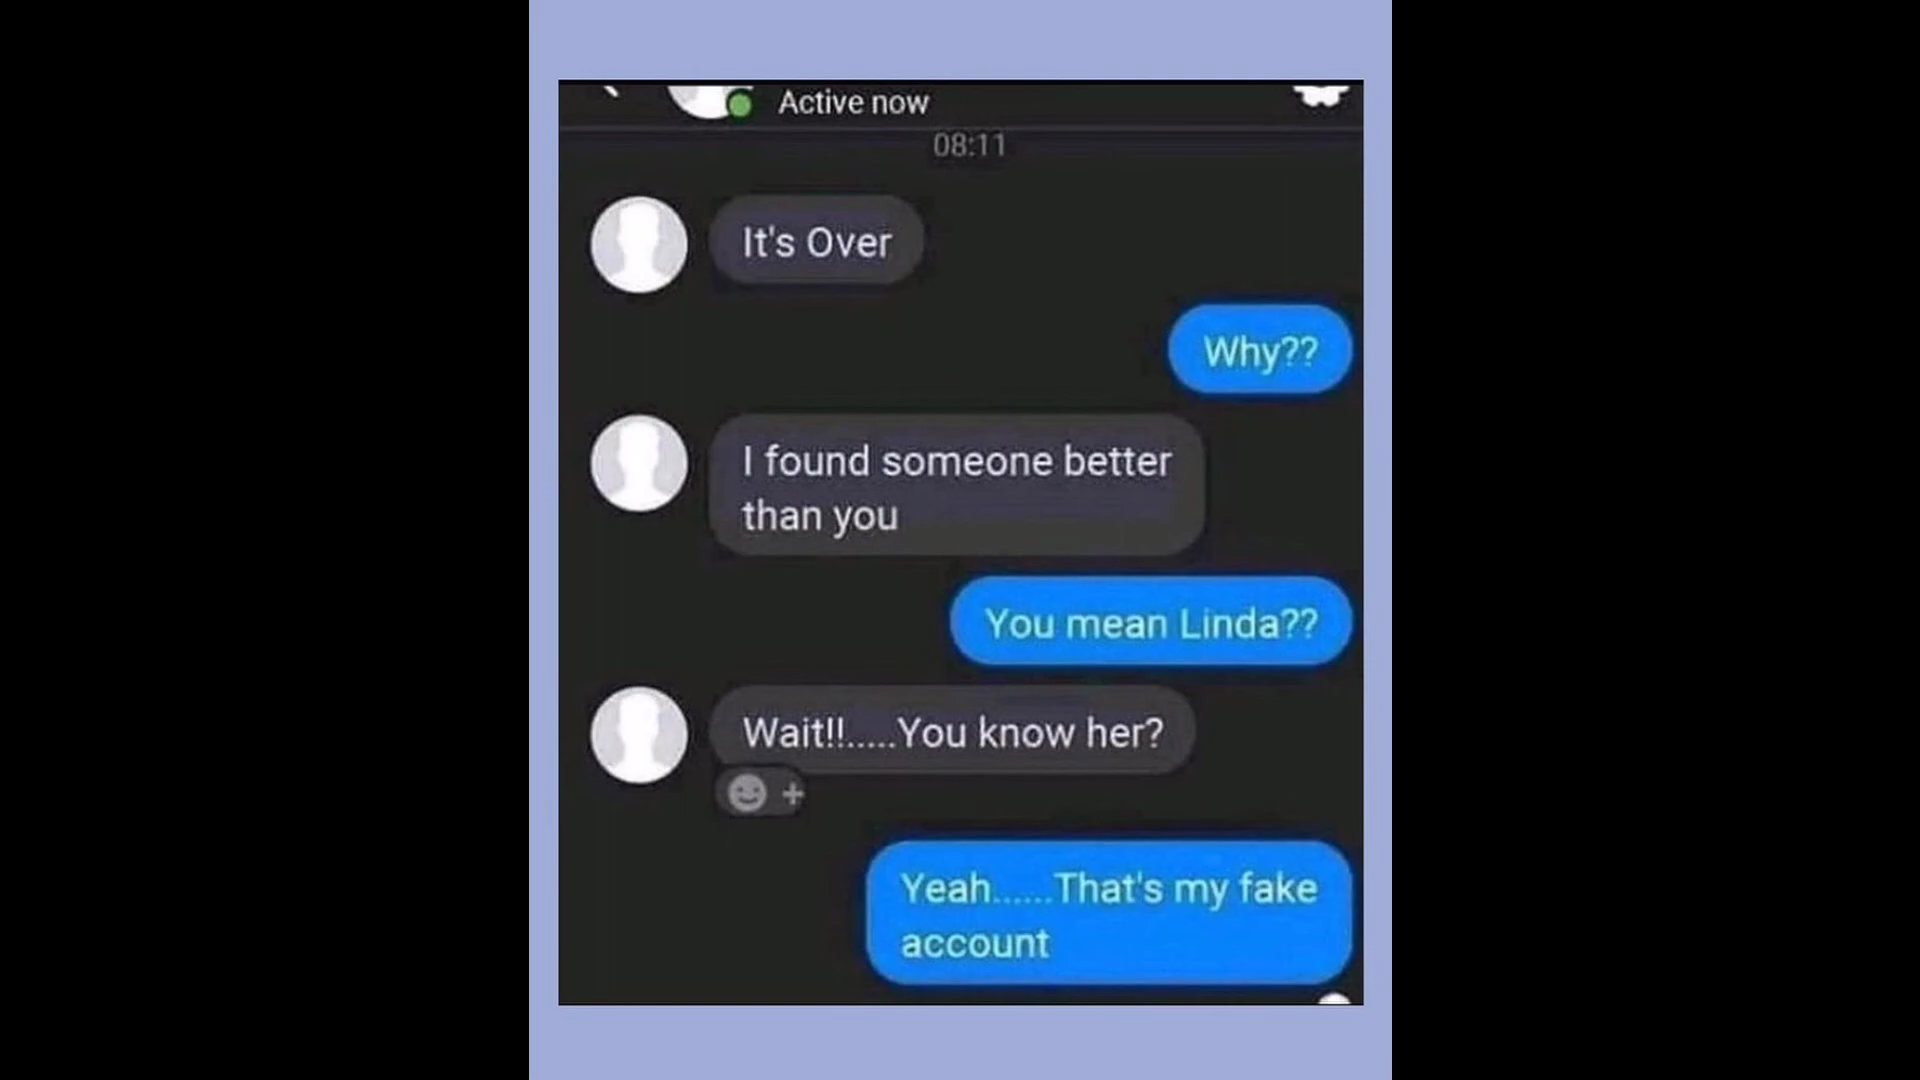 Active now
08:11
It's Over
Why??
I found someone better
than you
You mean Linda??
Wait!!.....You know her?
Yeah......That's my fake
account